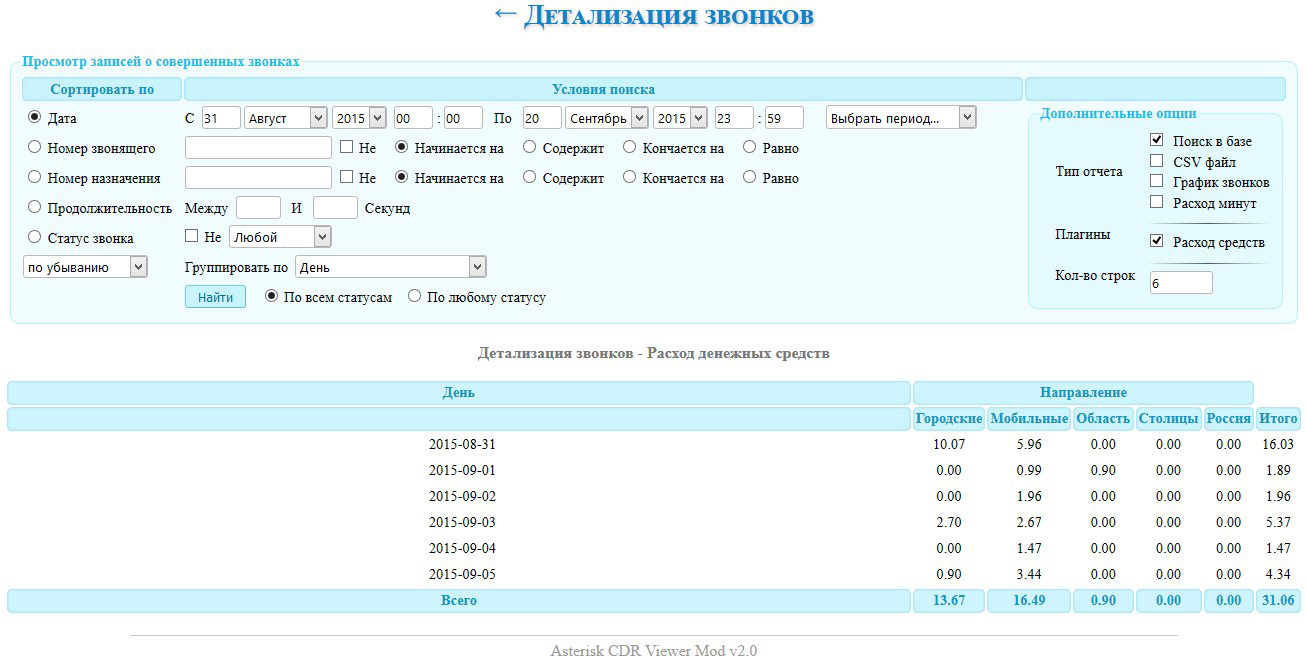 ← Детализация звонков
Просмотр записей о совершенных звонках
Сортировать по Условия поиска
Дата С 31 Август 2015 00 : 00 По 20 Сентябрь 2015 23 : 59 Выбрать период...
Номер звонящего Не Начинается на Содержит Кончается на Равно
Номер назначения Не Начинается на Содержит Кончается на Равно
Продолжительность Между И Секунд
Статус звонка Не Любой
по убыванию Группировать по День
Найти По всем статусам По любому статусу
Дополнительные опции
Тип отчета
Поиск в базе
CSV файл
График звонков
Расход минут
Плагины Расход средств
Кол-во строк 6
Детализация звонков - Расход денежных средств
День Направление
Городские Мобильные Область Столицы Россия Итого
2015-08-31 10.07 5.96 0.00 0.00 0.00 16.03
2015-09-01 0.00 0.99 0.90 0.00 0.00 1.89
2015-09-02 0.00 1.96 0.00 0.00 0.00 1.96
2015-09-03 2.70 2.67 0.00 0.00 0.00 5.37
2015-09-04 0.00 1.47 0.00 0.00 0.00 1.47
2015-09-05 0.90 3.44 0.00 0.00 0.00 4.34
Всего 13.67 16.49 0.90 0.00 0.00 31.06
Asterisk CDR Viewer Mod v2.0